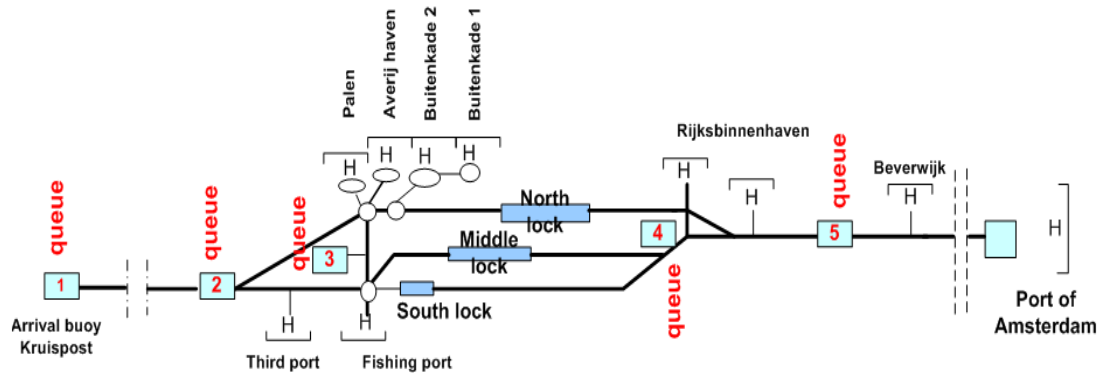 Palen
Averij haven
Buitenkade 2
Buitenkade 1
H
H
H
H
Rijksbinnenhaven
H
H
Beverwijk
H
H
queue
queue
queue
queue
queue
North
lock
Middle
lock
South lock
1
2
3
4
5
Arrival buoy
Kruispost
H
Third port
H
Fishing port
Port of
Amsterdam